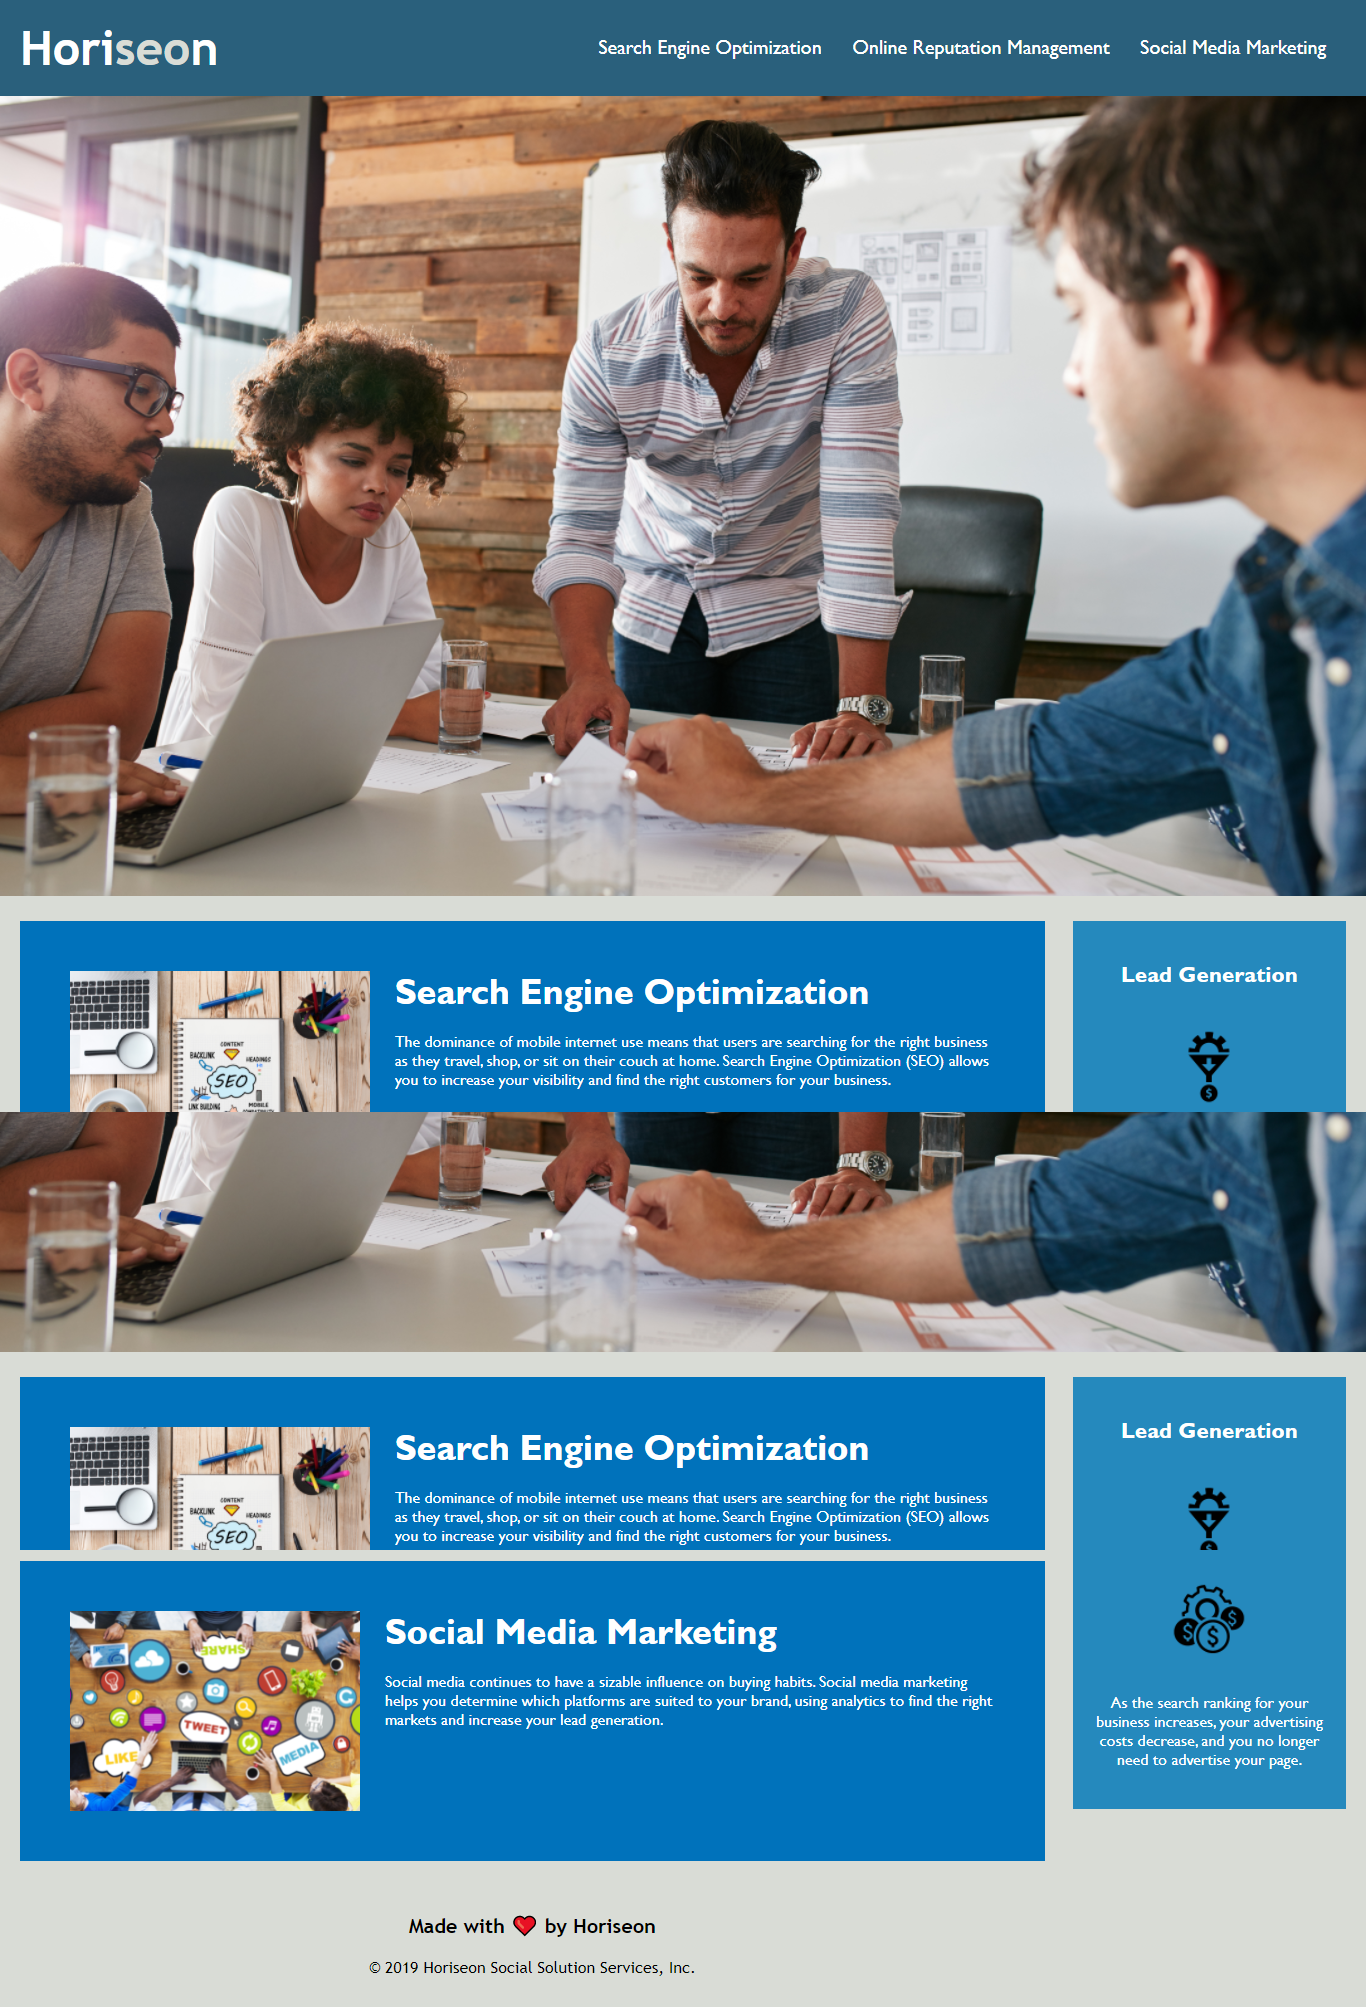 Horiseon
Search Engine Optimization Online Reputation Management Social Media Marketing
Search Engine Optimization
The dominance of mobile internet use means that users are searching for the right business
as they travel, shop, or sit on their couch at home. Search Engine Optimization (SEO) allows
you to increase your visibility and find the right customers for your business.
CONTENT
BACKLINK
HEADINGS
SEO
LINK BUILDING
MOBILE
Lead Generation
Search Engine Optimization
The dominance of mobile internet use means that users are searching for the right business
as they travel, shop, or sit on their couch at home. Search Engine Optimization (SEO) allows
you to increase your visibility and find the right customers for your business.
CONTENT
BACKLINK
HEADINGS
SEO
Lead Generation
Social Media Marketing
Social media continues to have a sizable influence on buying habits. Social media marketing
helps you determine which platforms are suited to your brand, using analytics to find the right
markets and increase your lead generation.
SHARE
TWEET
LIKE
MEDIA
As the search ranking for your
business increases, your advertising
costs decrease, and you no longer
need to advertise your page.
Made with ❤️ by Horiseon
© 2019 Horiseon Social Solution Services, Inc.